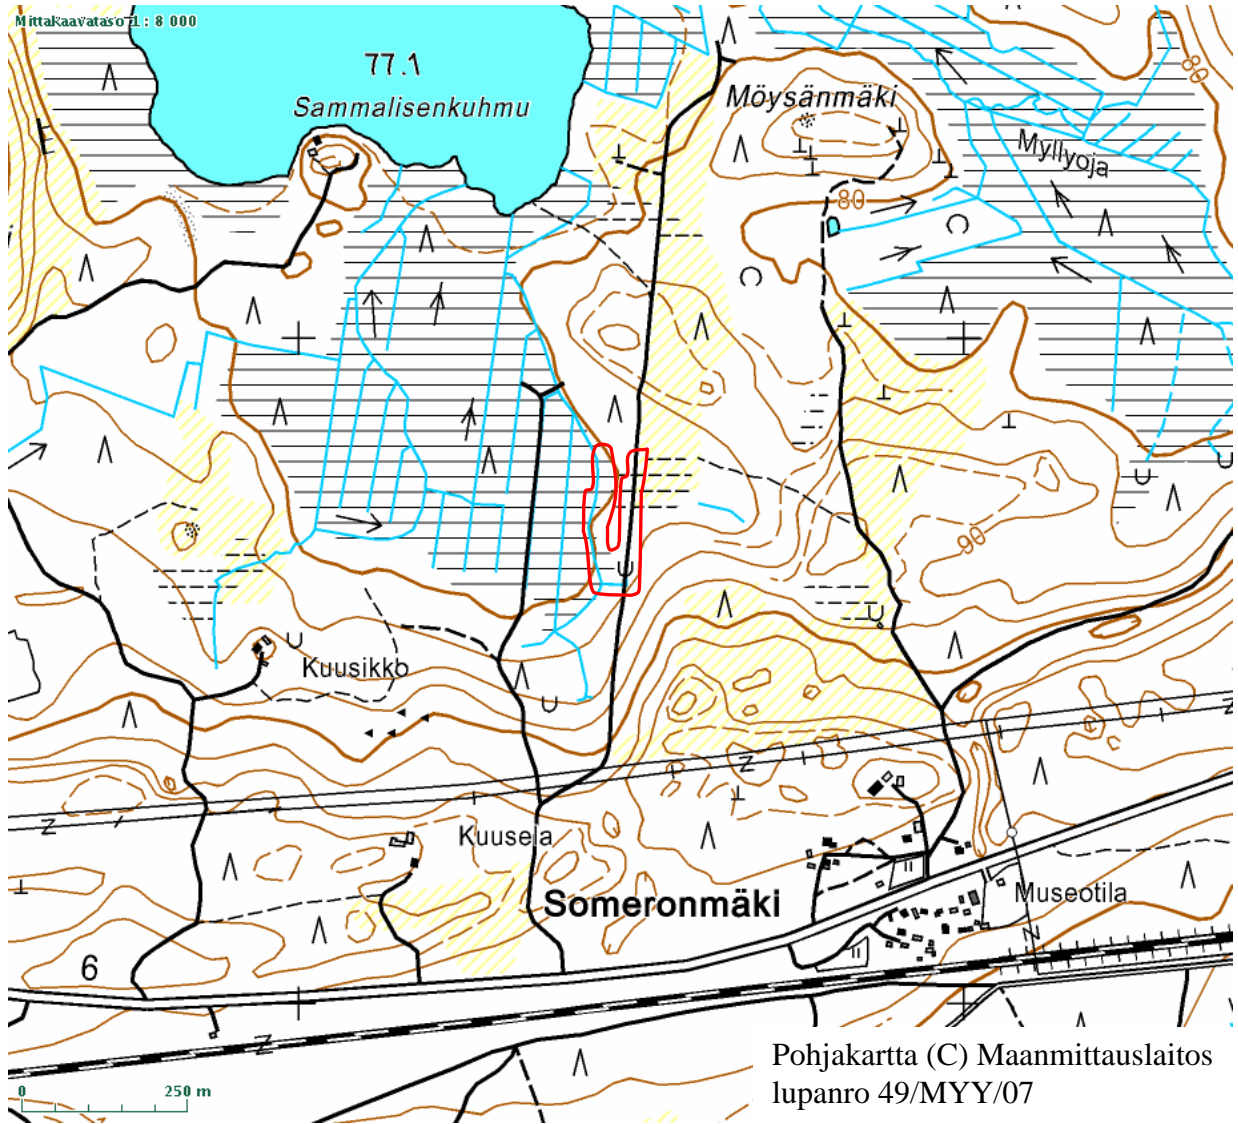 Mittakaavataso 1 : 8 000
77.1
Sammalisenkuhmu
Möysänmäki
80
Myllyoja
80
90
Kuusikko
Kuusela
Someronmäki
Museotila
6
0 250 m
Pohjakartta (C) Maanmittauslaitos
lupanro 49/MYY/07